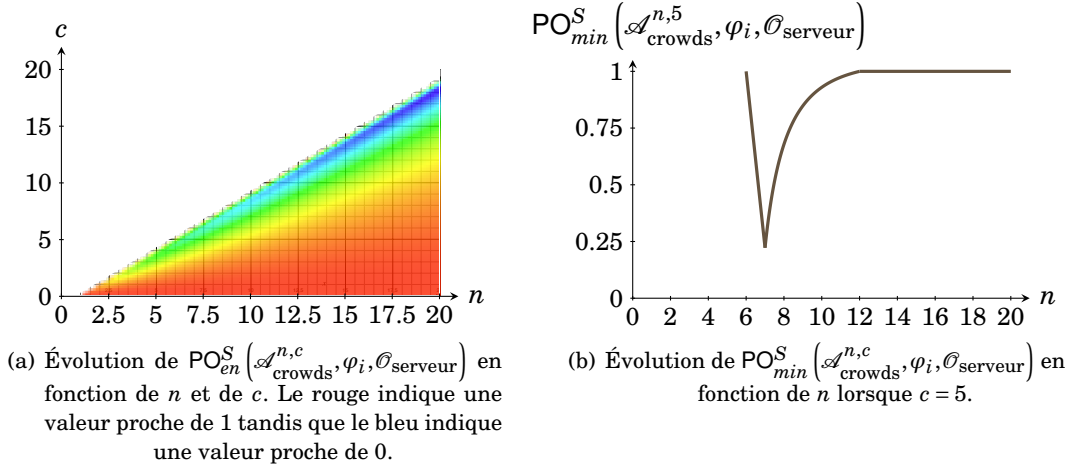 c
20
15
10
5
0
0 2.5 5 7.5 10 12.5 15 17.5 20 n
(a) Évolution de PO^S_en(𝒜^{n,c}_crowds, φ_i, 𝒪_serveur) en
fonction de n et de c. Le rouge indique une
valeur proche de 1 tandis que le bleu indique
une valeur proche de 0.
PO^S_min(𝒜^{n,5}_crowds, φ_i, 𝒪_serveur)
1
0.75
0.5
0.25
0
0 2 4 6 8 10 12 14 16 18 20 n
(b) Évolution de PO^S_min(𝒜^{n,c}_crowds, φ_i, 𝒪_serveur) en
fonction de n lorsque c = 5.